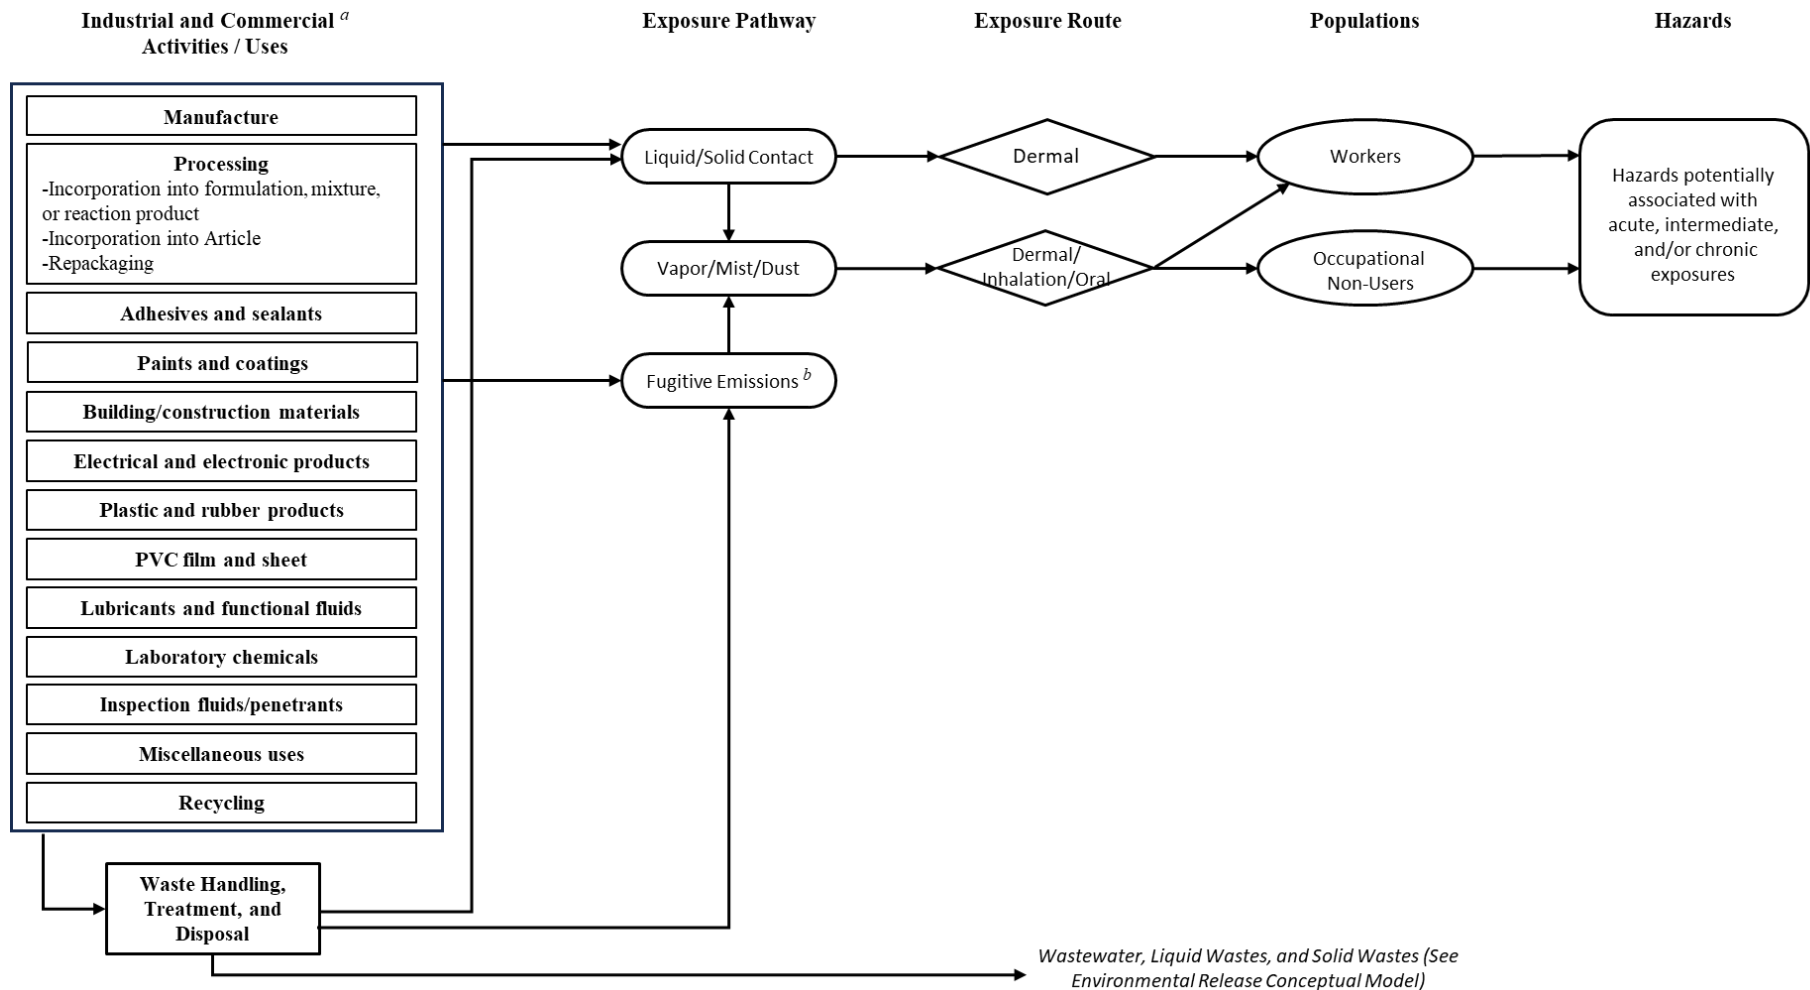 Industrial and Commercial a
Activities / Uses
Exposure Pathway
Exposure Route
Populations
Hazards
Manufacture
Processing
-Incorporation into formulation, mixture,
or reaction product
-Incorporation into Article
-Repackaging
Adhesives and sealants
Paints and coatings
Building/construction materials
Electrical and electronic products
Plastic and rubber products
PVC film and sheet
Lubricants and functional fluids
Laboratory chemicals
Inspection fluids/penetrants
Miscellaneous uses
Recycling
Waste Handling,
Treatment, and
Disposal
Liquid/Solid Contact
Vapor/Mist/Dust
Fugitive Emissions b
Dermal
Dermal/
Inhalation/Oral
Workers
Occupational
Non-Users
Hazards potentially
associated with
acute, intermediate,
and/or chronic
exposures
Wastewater, Liquid Wastes, and Solid Wastes (See
Environmental Release Conceptual Model)